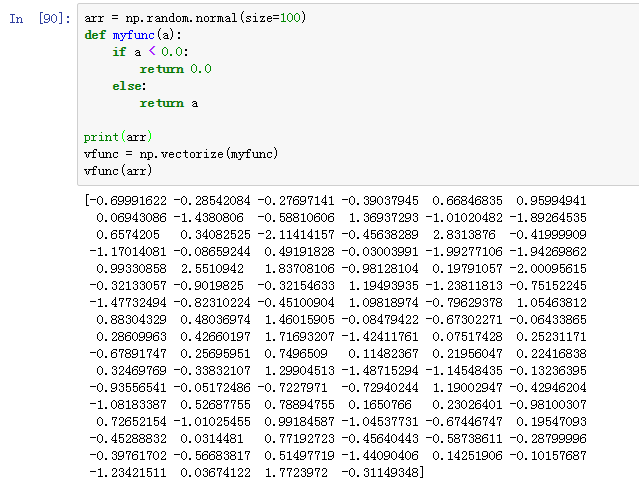 In [90]: arr = np.random.normal(size=100)
def myfunc(a):
    if a < 0.0:
        return 0.0
    else:
        return a

print(arr)
vfunc = np.vectorize(myfunc)
vfunc(arr)
[-0.69991622 -0.28542084 -0.27697141 -0.39037945  0.66846835  0.95994941
  0.06943086 -1.4380806  -0.58810606  1.36937293 -1.01020482 -1.89264535
  0.6574205   0.34082525 -2.11414157 -0.45638289  2.8313876  -0.41999909
 -1.17014081 -0.08659244  0.49191828 -0.03003991 -1.99277106 -1.94269862
  0.99330858  2.5510942   1.83708106 -0.98128104  0.19791057 -2.00095615
 -0.32133057 -0.9019825  -0.32154633  1.19493935 -1.23811813 -0.75152245
 -1.47732494 -0.82310224 -0.45100904  1.09818974 -0.79629378  1.05463812
  0.88304329  0.48036974  1.46015905 -0.08479422 -0.67302271 -0.06433865
  0.28609963  0.42660197  1.71693207 -1.42411761  0.07517428  0.25231171
 -0.67891747  0.25695951  0.7496509   0.11482367  0.21956047  0.22416838
  0.32469769 -0.33832107  1.29904513 -1.48715294 -1.14548435 -0.13236395
 -0.93556541 -0.05172486 -0.7227971  -0.72940244  1.19002947 -0.42946204
 -1.08183387  0.52687755  0.78894755  0.1650766   0.23026401 -0.98100307
  0.72652154 -1.01025455  0.99184587 -1.04537731 -0.67446747  0.19547093
 -0.45288832  0.0314481   0.77192723 -0.45640443 -0.58738611 -0.28799996
 -0.39761702 -0.56683817  0.51497719 -1.44090406  0.14251906 -0.10157687
 -1.23421511  0.03674122  1.7723972  -0.31149348]